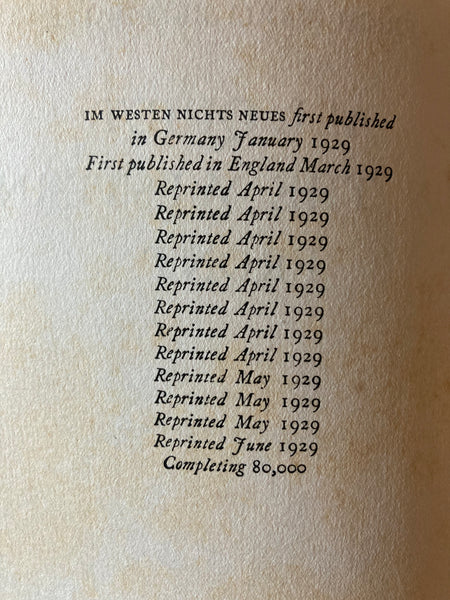 IM WESTEN NICHTS NEUES first published
in Germany January 1929
First published in England March 1929
Reprinted April 1929
Reprinted April 1929
Reprinted April 1929
Reprinted April 1929
Reprinted April 1929
Reprinted April 1929
Reprinted April 1929
Reprinted April 1929
Reprinted May 1929
Reprinted May 1929
Reprinted May 1929
Reprinted June 1929
Completing 80,000